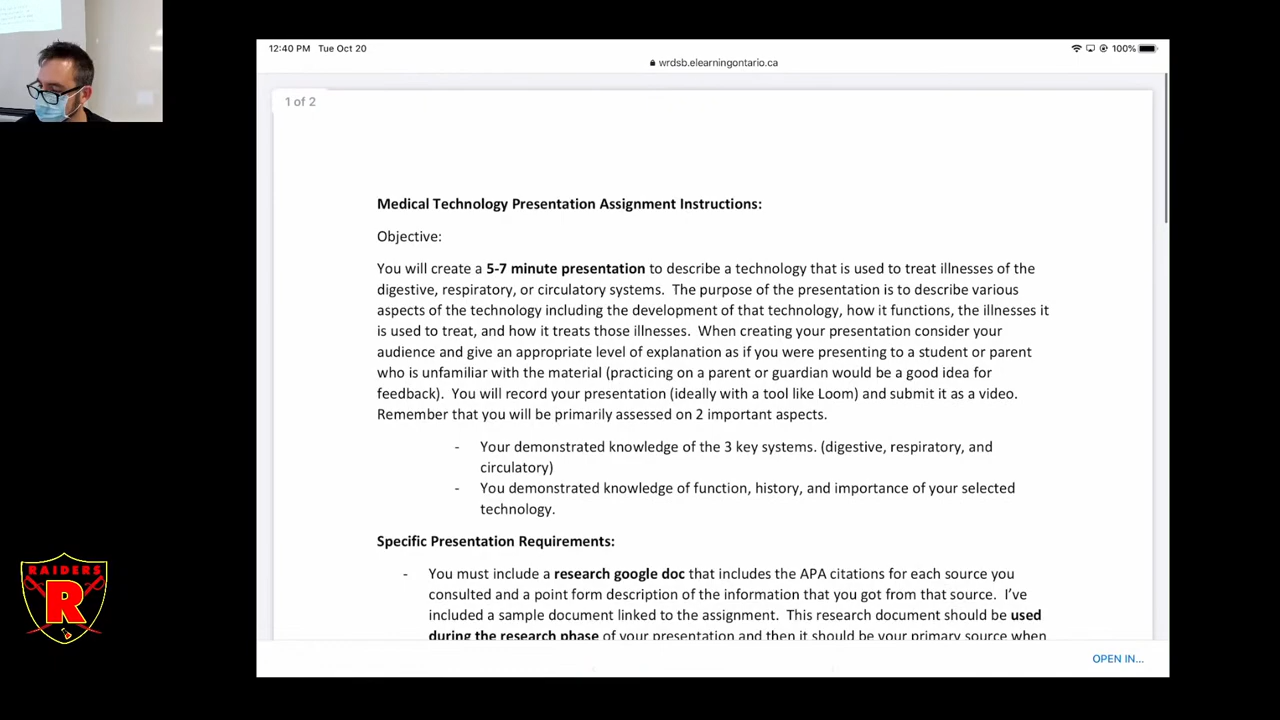 12:40 PM Tue Oct 20
100%
wrdsb.elearningontario.ca
1 of 2
Medical Technology Presentation Assignment Instructions:
Objective:
You will create a 5-7 minute presentation to describe a technology that is used to treat illnesses of the
digestive, respiratory, or circulatory systems. The purpose of the presentation is to describe various
aspects of the technology including the development of that technology, how it functions, the illnesses it
is used to treat, and how it treats those illnesses. When creating your presentation consider your
audience and give an appropriate level of explanation as if you were presenting to a student or parent
who is unfamiliar with the material (practicing on a parent or guardian would be a good idea for
feedback). You will record your presentation (ideally with a tool like Loom) and submit it as a video.
Remember that you will be primarily assessed on 2 important aspects.
- Your demonstrated knowledge of the 3 key systems. (digestive, respiratory, and
circulatory)
- You demonstrated knowledge of function, history, and importance of your selected
technology.
Specific Presentation Requirements:
- You must include a research google doc that includes the APA citations for each source you
consulted and a point form description of the information that you got from that source. I've
included a sample document linked to the assignment. This research document should be used
during the research phase of your presentation and then it should be your primary source when
OPEN IN...
RAIDERS
R